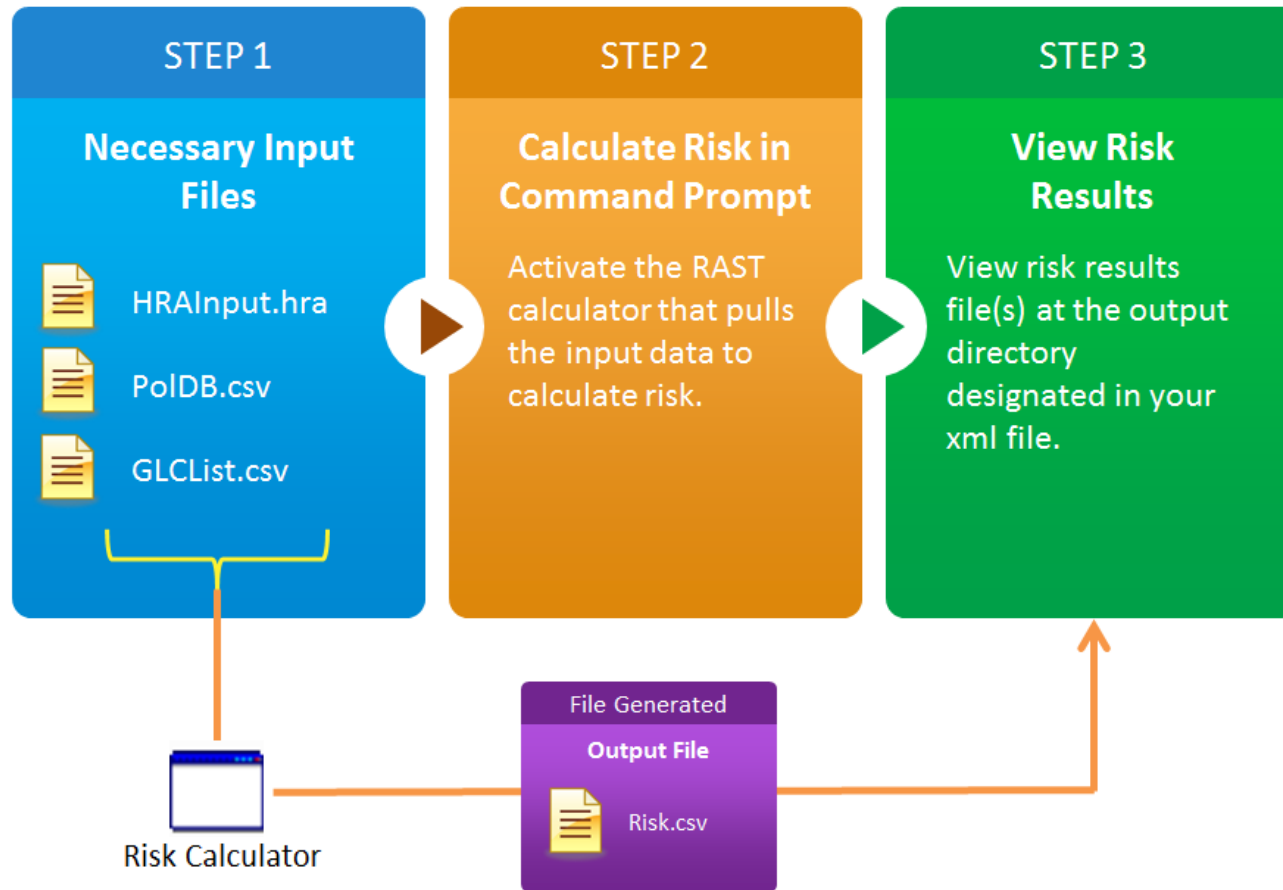 STEP 1
Necessary Input
Files
HRAInput.hra
PolDB.csv
GLCList.csv
STEP 2
Calculate Risk in
Command Prompt
Activate the RAST
calculator that pulls
the input data to
calculate risk.
STEP 3
View Risk
Results
View risk results
file(s) at the output
directory
designated in your
xml file.
Risk Calculator
File Generated
Output File
Risk.csv